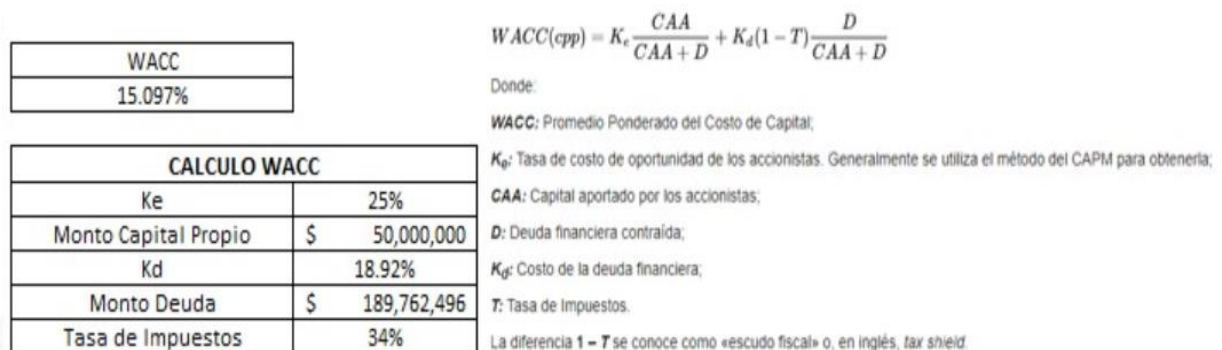 WACC
15.097%
CALCULO WACC
Ke 25%
Monto Capital Propio $ 50,000,000
Kd 18.92%
Monto Deuda $ 189,762,496
Tasa de Impuestos 34%
WACC(cpp) = K_e CAA/(CAA + D) + K_d(1 − T) D/(CAA + D)
Donde:
WACC: Promedio Ponderado del Costo de Capital;
Ke: Tasa de costo de oportunidad de los accionistas. Generalmente se utiliza el método del CAPM para obtenerla;
CAA: Capital aportado por los accionistas;
D: Deuda financiera contraída;
Kd: Costo de la deuda financiera;
T: Tasa de Impuestos.
La diferencia 1 – T se conoce como «escudo fiscal» o, en inglés, tax shield.